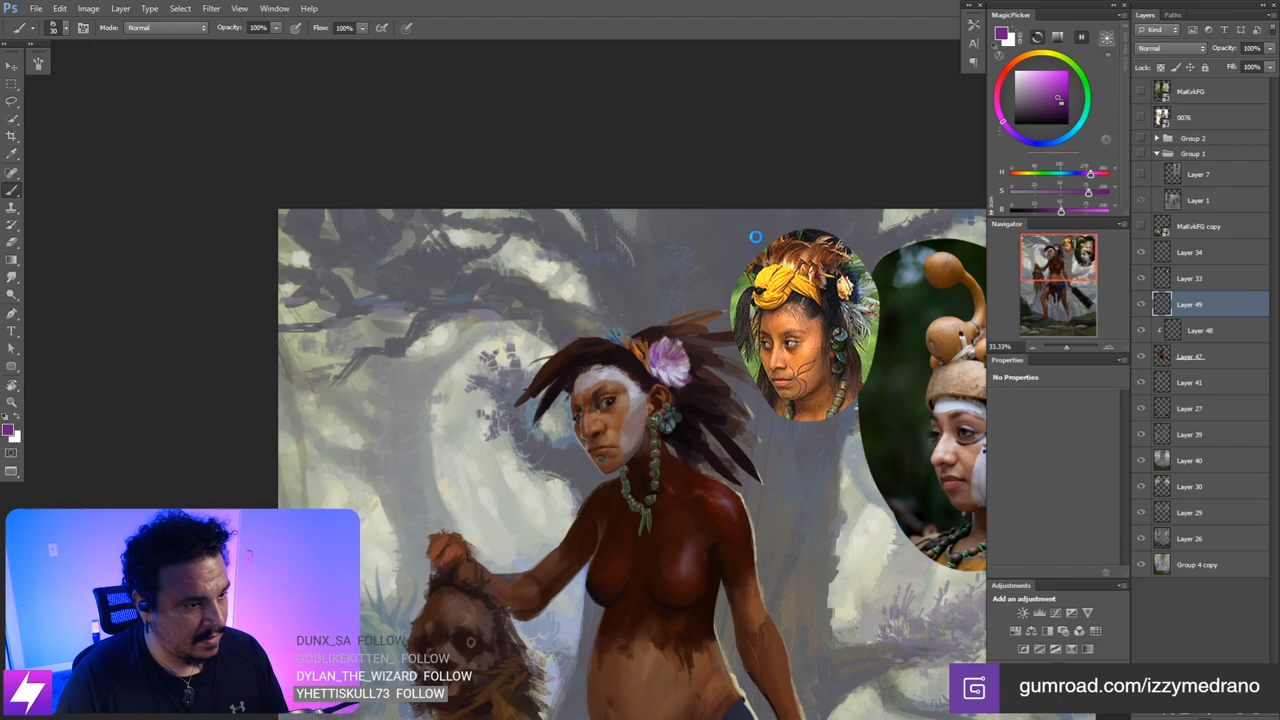 Ps File Edit Image Layer Type Select Filter 3D View Window Help
30 Mode: Normal Opacity: 100% Flow: 100%
MagicPicker
H
H
S
B
Navigator
33.33%
Properties
No Properties
Adjustments
Add an adjustment
Layers Paths
Kind
Normal Opacity: 100%
Lock: Fill: 100%
MaKvkFG
0076
Group 2
Group 1
Layer 7
Layer 1
MaKvkFG copy
Layer 34
Layer 33
Layer 49
Layer 48
Layer 47
Layer 41
Layer 27
Layer 39
Layer 40
Layer 30
Layer 29
Layer 26
Group 4 copy
DUNX_SA FOLLOW
GODLIKEKITTEN_ FOLLOW
DYLAN_THE_WIZARD FOLLOW
YHETTISKULL73 FOLLOW
gumroad.com/izzymedrano